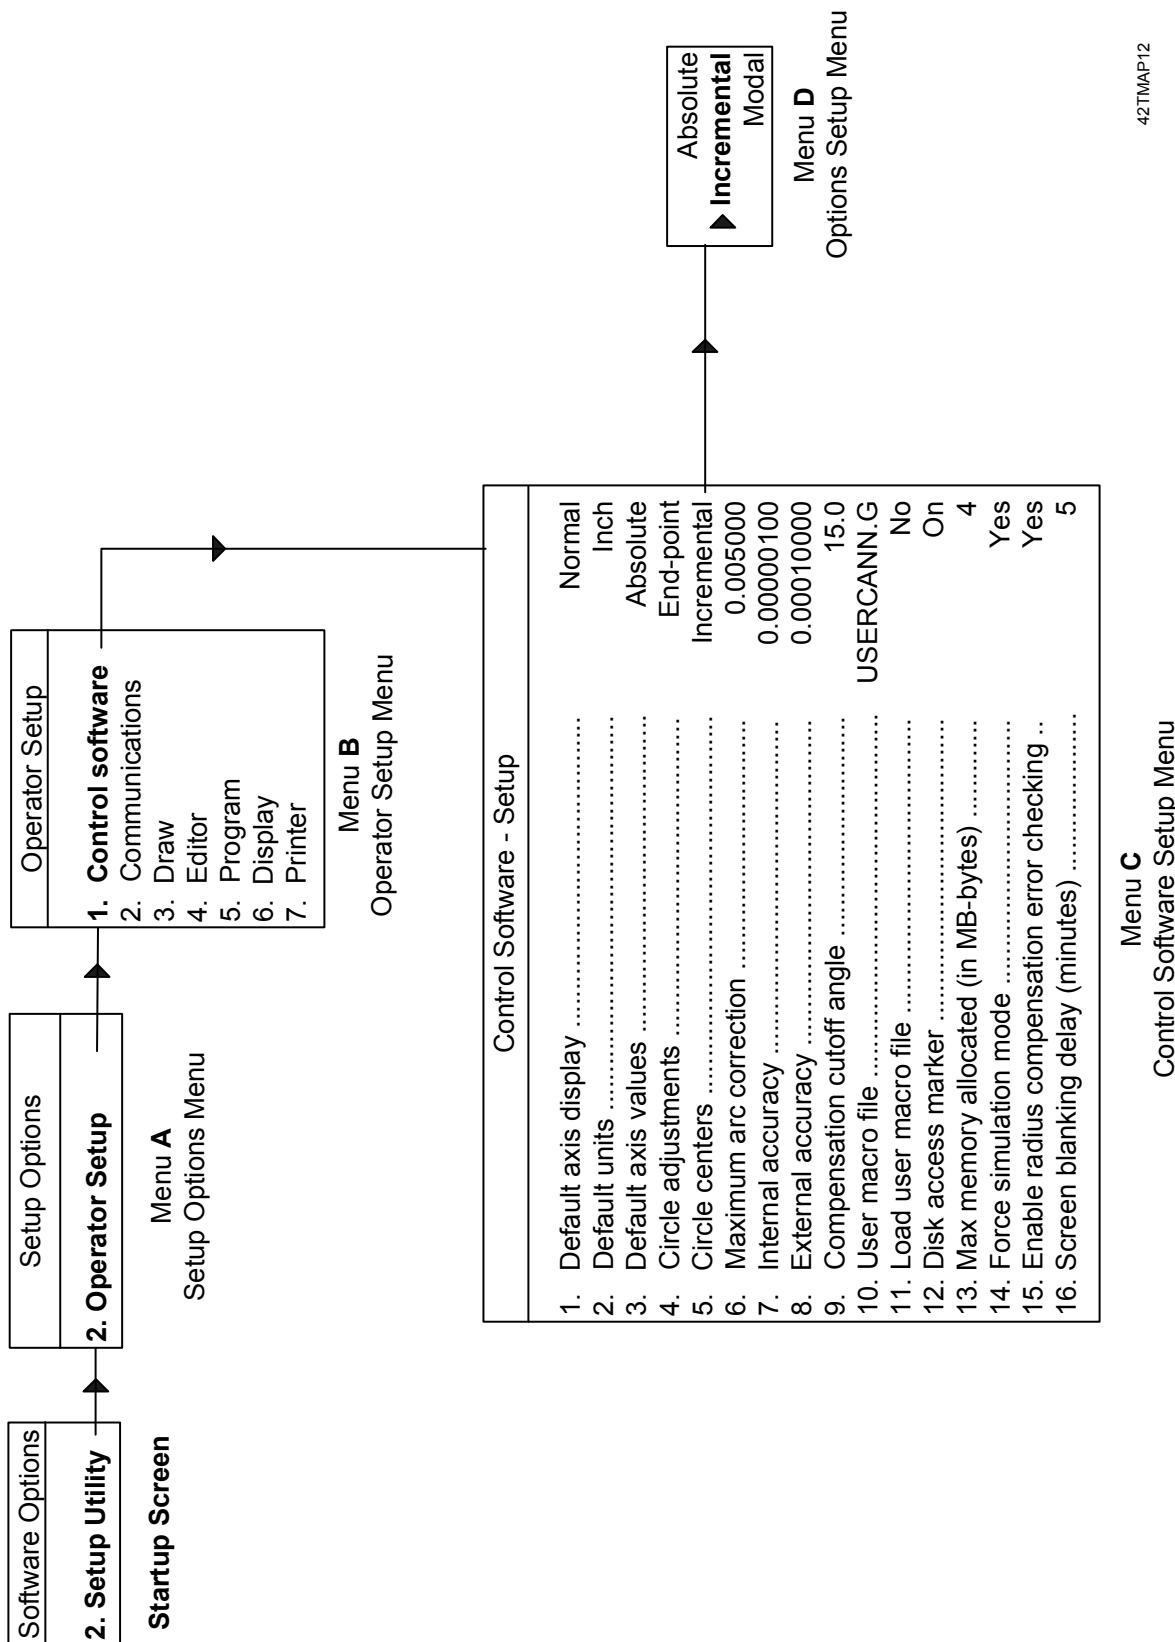 Software Options
2. Setup Utility
Startup Screen
Setup Options
2. Operator Setup
Menu A
Setup Options Menu
Operator Setup
1. Control software
2. Communications
3. Draw
4. Editor
5. Program
6. Display
7. Printer
Menu B
Operator Setup Menu
Control Software - Setup
1. Default axis display ........................................ Normal
2. Default units ........................ Inch
3. Default axis values ................................ Absolute
4. Circle adjustments ................................ End-point
5. Circle centers ........................................ Incremental
6. Maximum arc correction ........................ 0.005000
7. Internal accuracy ................................ 0.00000100
8. External accuracy ................................ 0.00010000
9. Compensation cutoff angle ........................ 15.0
10. User macro file ........................................ USERCANN.G
11. Load user macro file ................................ No
12. Disk access marker ................................ On
13. Max memory allocated (in MB-bytes) ............ 4
14. Force simulation mode ............................ Yes
15. Enable radius compensation error checking .. Yes
16. Screen blanking delay (minutes) ................ 5
Menu C
Control Software Setup Menu
Absolute
Incremental
Modal
Menu D
Options Setup Menu
42TMAP12